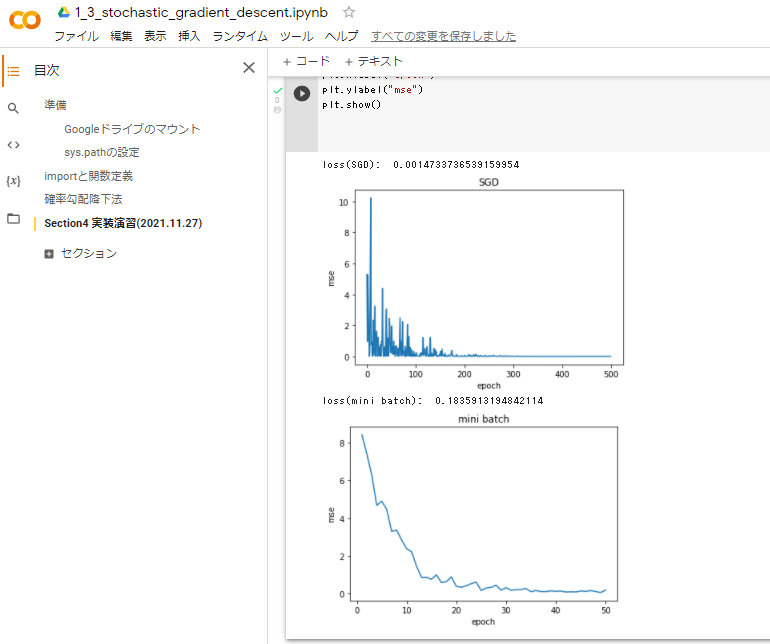 1_3_stochastic_gradient_descent.ipynb
ファイル 編集 表示 挿入 ランタイム ツール ヘルプ すべての変更を保存しました
目次
準備
Googleドライブのマウント
sys.pathの設定
importと関数定義
確率勾配降下法
Section4 実装演習(2021.11.27)
セクション
{x}
+ コード + テキスト
0
秒
plt.ylabel("mse")
plt.show()
loss(SGD): 0.0014733736539159954
SGD
mse
10
8
6
4
2
0
0 100 200 300 400 500
epoch
loss(mini batch): 0.1835913194842114
mini batch
mse
8
6
4
2
0
0 10 20 30 40 50
epoch